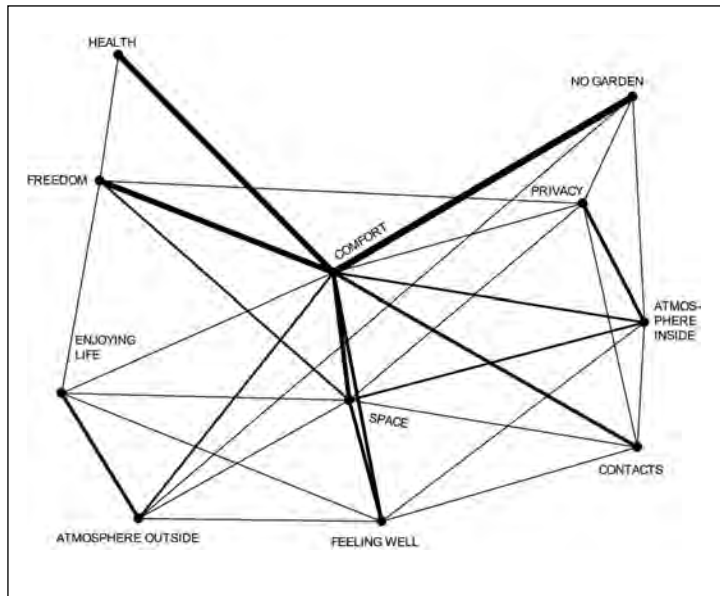 HEALTH
NO GARDEN
FREEDOM
PRIVACY
COMFORT
ATMOS-
PHERE
INSIDE
ENJOYING
LIFE
SPACE
CONTACTS
ATMOSPHERE OUTSIDE
FEELING WELL